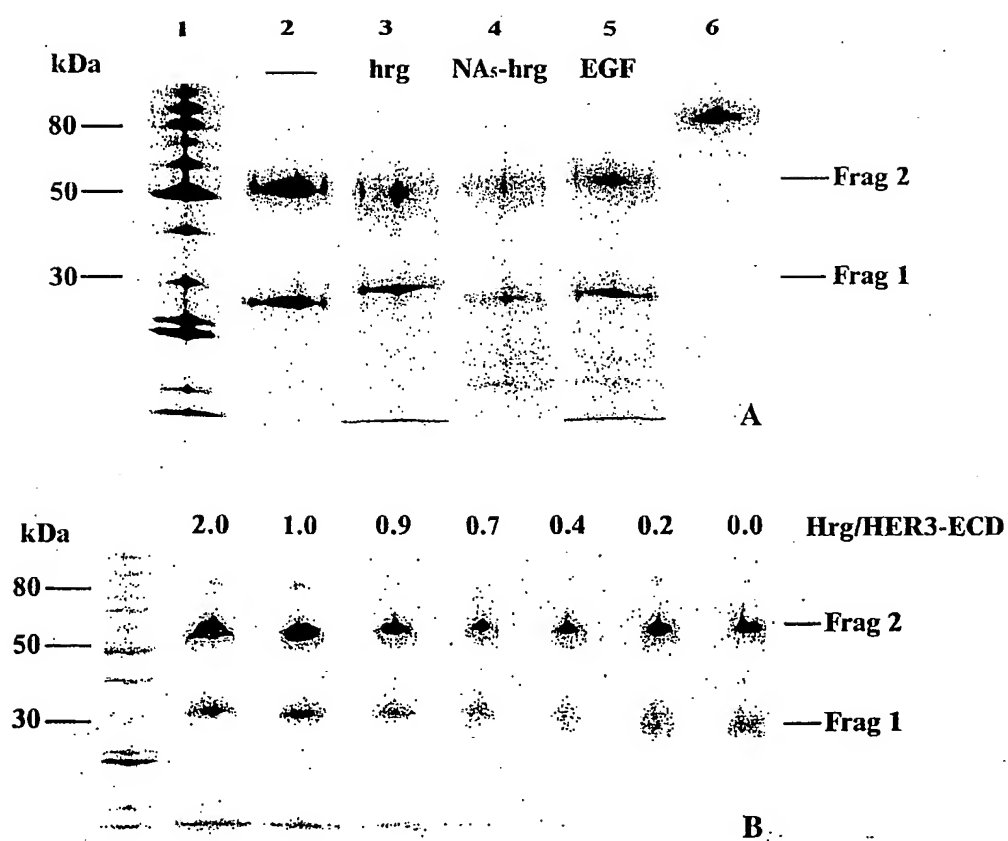 1 2 3 4 5 6
kDa — hrg NA₅-hrg EGF
80
50 Frag 2
30 Frag 1
A
kDa 2.0 1.0 0.9 0.7 0.4 0.2 0.0 Hrg/HER3-ECD
80
Frag 2
50
30 Frag 1
B